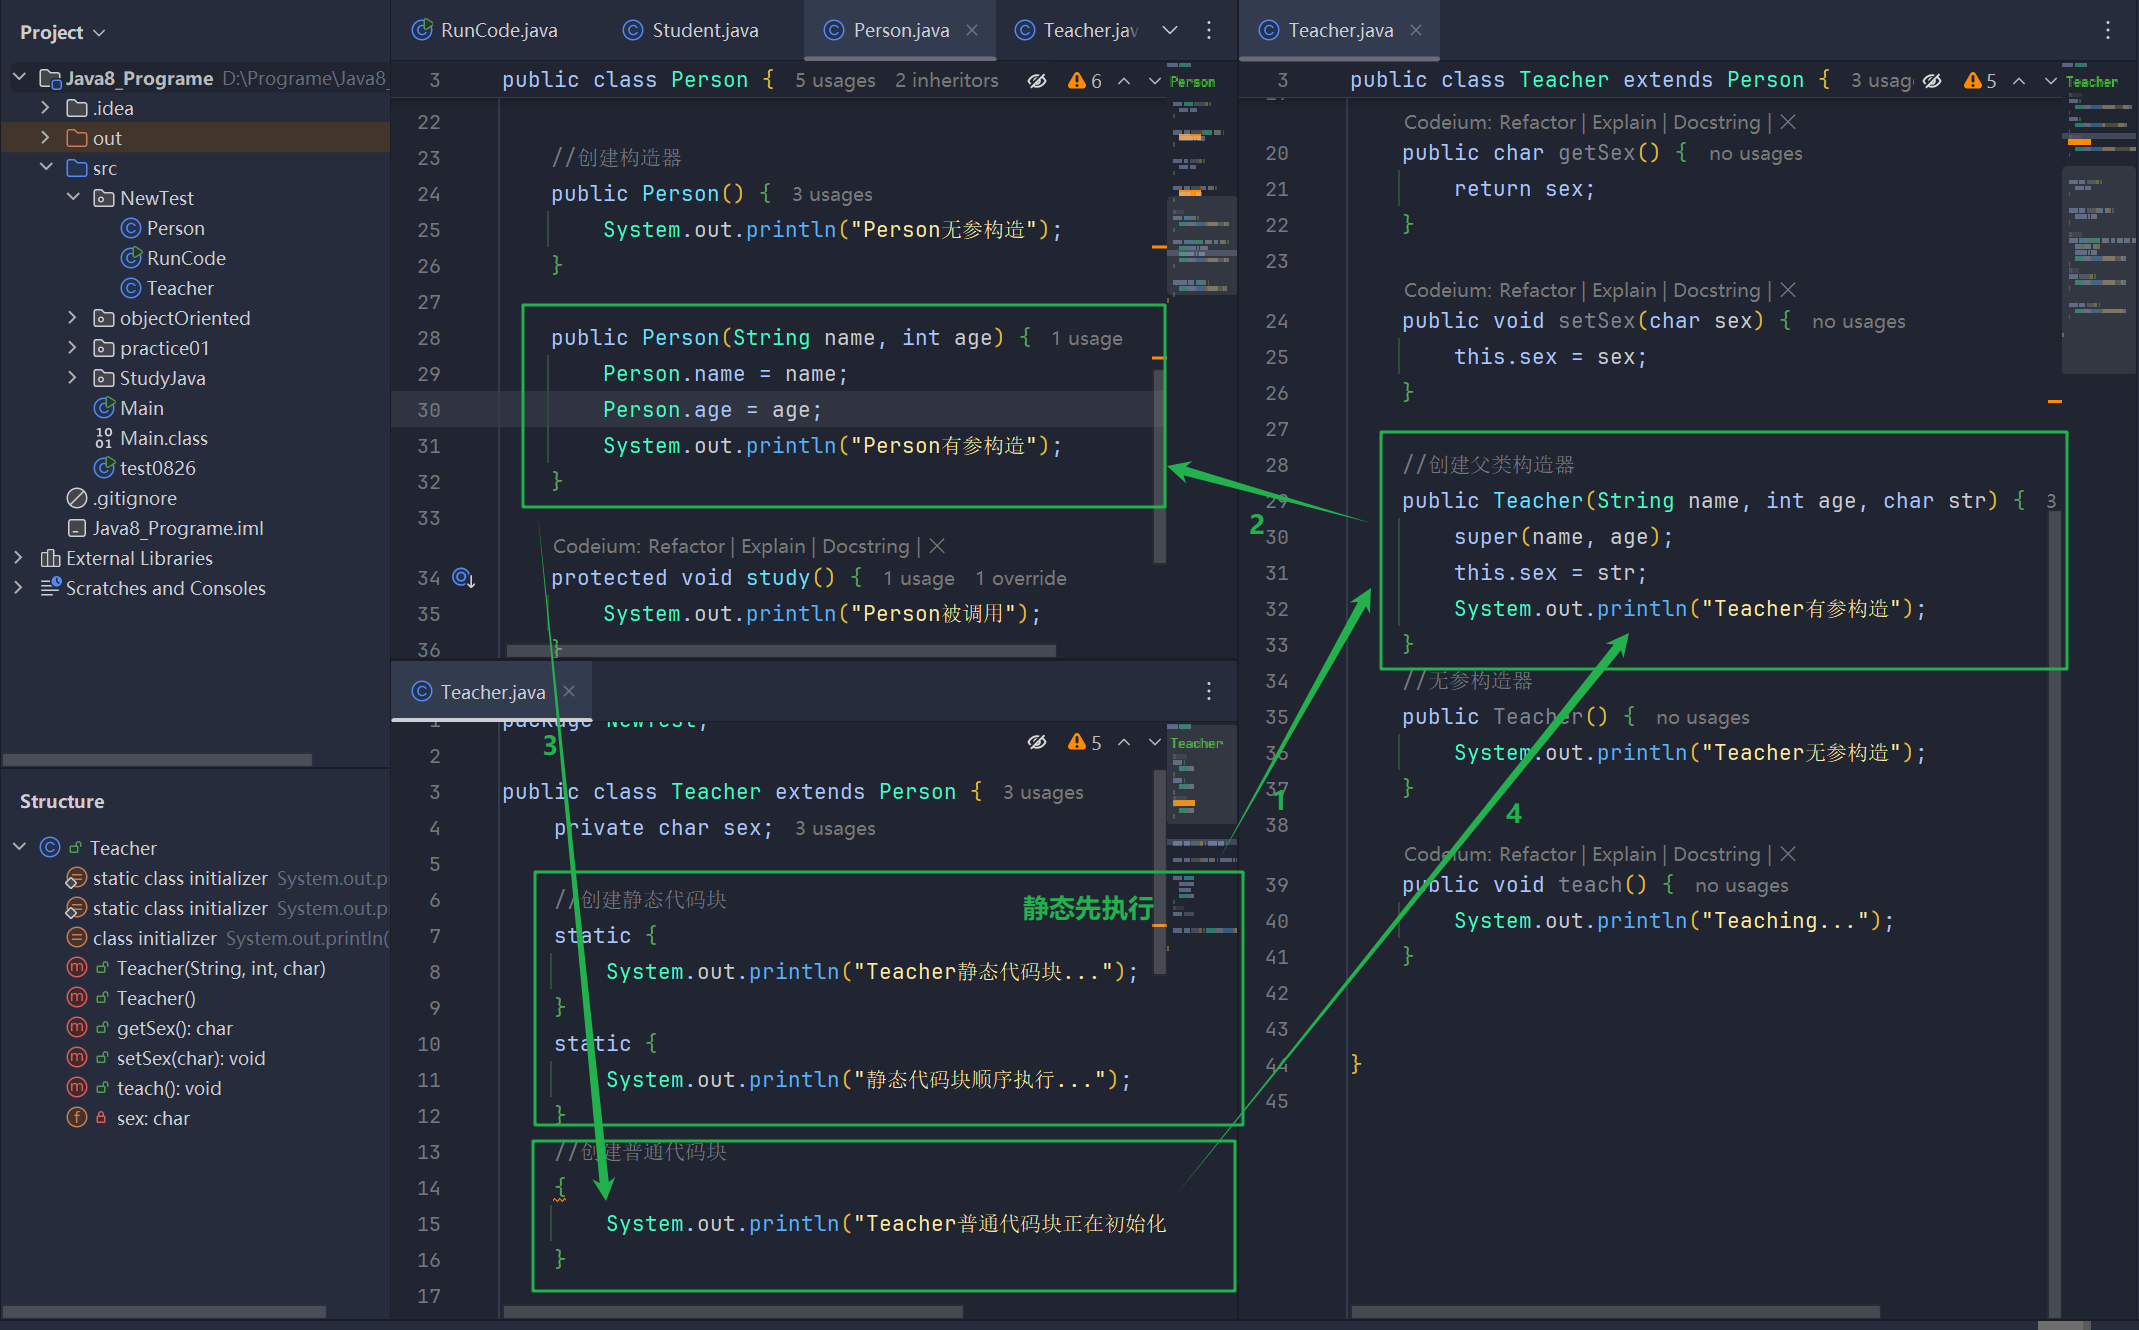 Project
Java8_Programe D:\Programe\Java8_
.idea
out
src
NewTest
Person
RunCode
Teacher
objectOriented
practice01
StudyJava
Main
Main.class
test0826
.gitignore
Java8_Programe.iml
External Libraries
Scratches and Consoles
Structure
Teacher
static class initializer System.out.p
static class initializer System.out.p
class initializer System.out.println(
Teacher(String, int, char)
Teacher()
getSex(): char
setSex(char): void
teach(): void
sex: char
RunCode.java Student.java Person.java Teacher.jav
3 public class Person { 5 usages 2 inheritors 6
Person
22
23 //创建构造器
24 public Person() { 3 usages
25 System.out.println("Person无参构造");
26 }
27
28 public Person(String name, int age) { 1 usage
29 Person.name = name;
30 Person.age = age;
31 System.out.println("Person有参构造");
32 }
33
Codeium: Refactor | Explain | Docstring |
34 protected void study() { 1 usage 1 override
35 System.out.println("Person被调用");
36 }
Teacher.java
1 package NewTest;
5
Teacher
2
3 public class Teacher extends Person { 3 usages
4 private char sex; 3 usages
5
6 //创建静态代码块
静态先执行
7 static {
8 System.out.println("Teacher静态代码块...");
9 }
10 static {
11 System.out.println("静态代码块顺序执行...");
12 }
13 //创建普通代码块
14 {
15 System.out.println("Teacher普通代码块正在初始化
16 }
17
Teacher.java
3 public class Teacher extends Person { 3 usag 5
Teacher
Codeium: Refactor | Explain | Docstring |
20 public char getSex() { no usages
21 return sex;
22 }
23
Codeium: Refactor | Explain | Docstring |
24 public void setSex(char sex) { no usages
25 this.sex = sex;
26 }
27
28 //创建父类构造器
29 public Teacher(String name, int age, char str) { 3
30 super(name, age);
31 this.sex = str;
32 System.out.println("Teacher有参构造");
33 }
34 //无参构造器
35 public Teacher() { no usages
36 System.out.println("Teacher无参构造");
37 }
38
Codeium: Refactor | Explain | Docstring |
39 public void teach() { no usages
40 System.out.println("Teaching...");
41 }
42
43
44 }
45
1
2
3
4